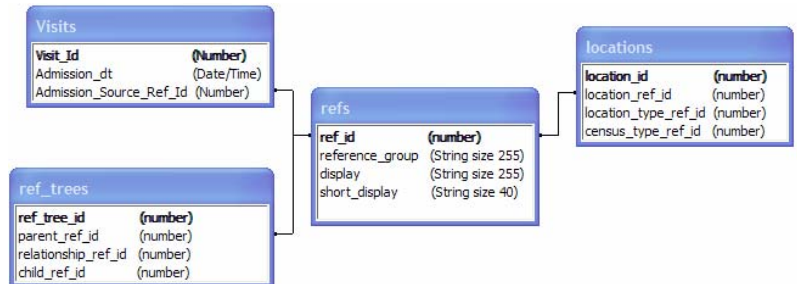 Visits
Visit_Id (Number)
Admission_dt (Date/Time)
Admission_Source_Ref_Id (Number)
ref_trees
ref_tree_id (number)
parent_ref_id (number)
relationship_ref_id (number)
child_ref_id (number)
refs
ref_id (number)
reference_group (String size 255)
display (String size 255)
short_display (String size 40)
locations
location_id (number)
location_ref_id (number)
location_type_ref_id (number)
census_type_ref_id (number)